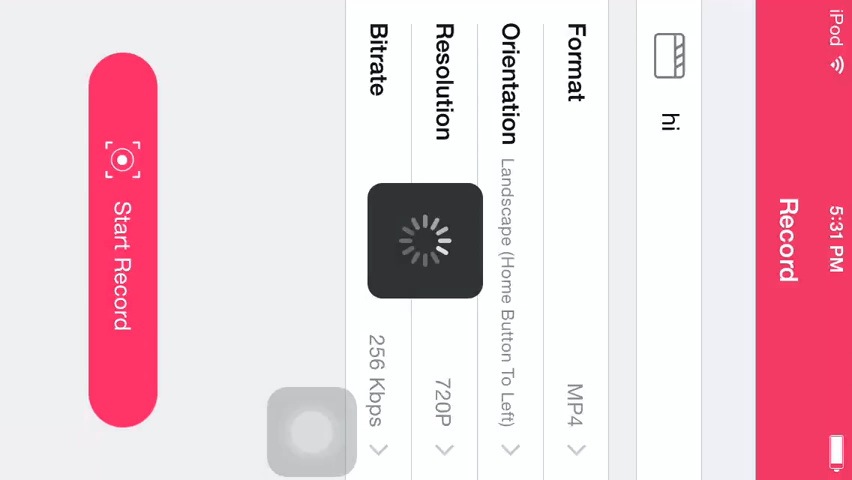 iPod 5:31 PM
Record
hi
Format MP4
Orientation Landscape (Home Button To Left)
Resolution 720P
Bitrate 256 Kbps
Start Record